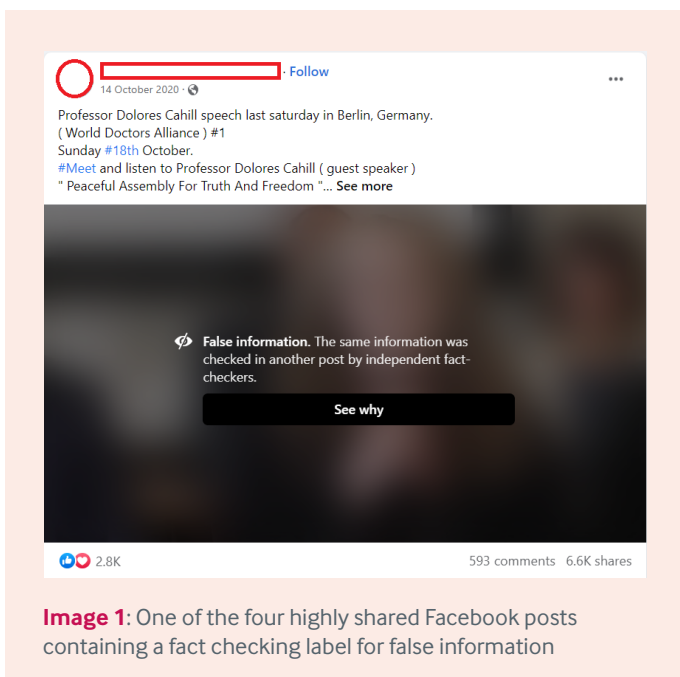 · Follow
14 October 2020 ·
Professor Dolores Cahill speech last saturday in Berlin, Germany.
( World Doctors Alliance ) #1
Sunday #18th October.
#Meet and listen to Professor Dolores Cahill ( guest speaker )
" Peaceful Assembly For Truth And Freedom "... See more
False information. The same information was
checked in another post by independent fact-
checkers.
See why
2.8K 593 comments 6.6K shares
Image 1: One of the four highly shared Facebook posts
containing a fact checking label for false information